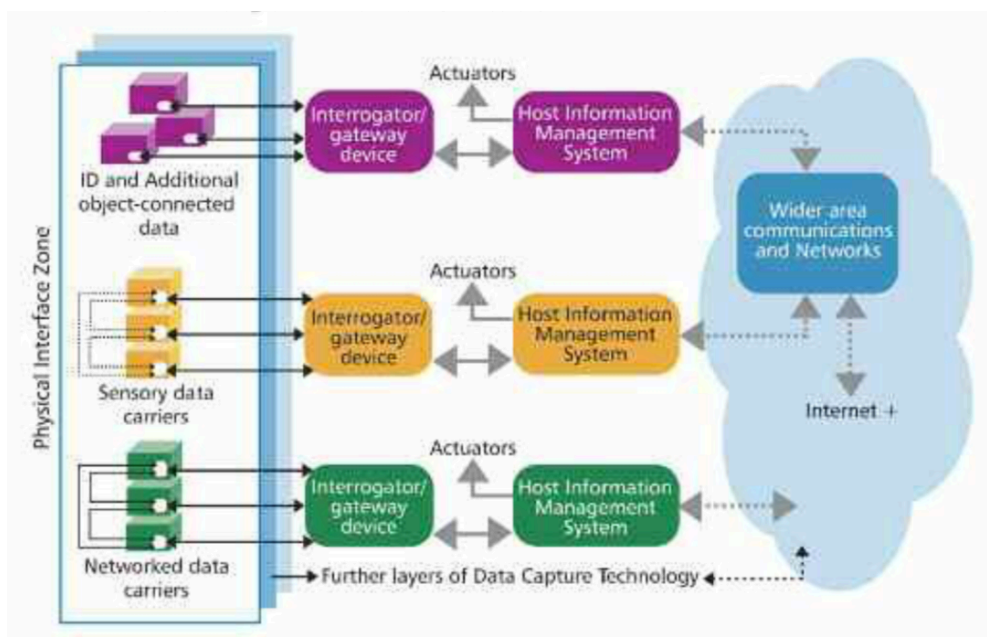 Physical Interface Zone
ID and Additional
object-connected
data
Interrogator/
gateway
device
Actuators
Host Information
Management
System
Wider area
communications
and Networks
Internet +
Sensory data
carriers
Interrogator/
gateway
device
Actuators
Host Information
Management
System
Networked data
carriers
Interrogator/
gateway
device
Actuators
Host Information
Management
System
Further layers of Data Capture Technology